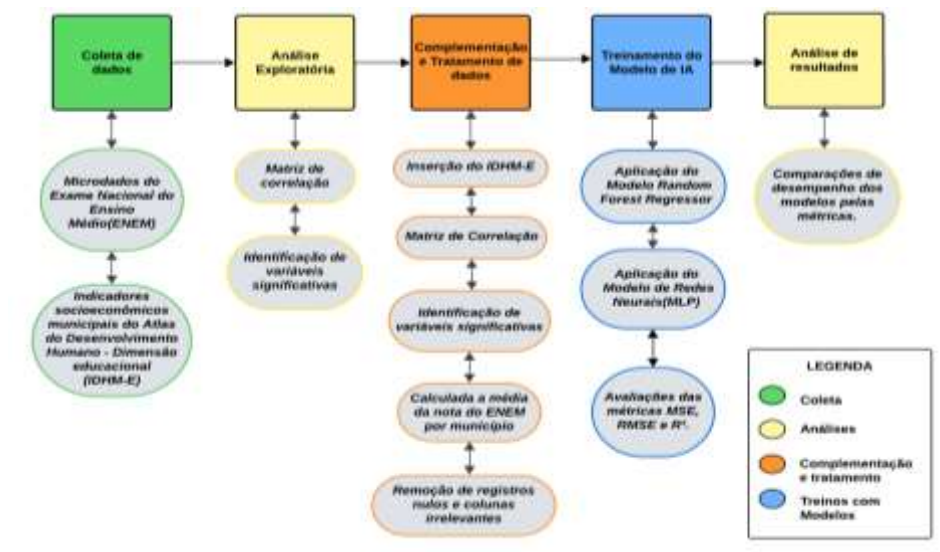 Coleta de
dados
Análise
Exploratória
Complementação
e Tratamento de
dados
Treinamento do
Modelo de IA
Análise de
resultados
Microdados do
Exame Nacional do
Ensino
Médio(ENEM)
Indicadores
socioeconômicos
municipais do Atlas
do Desenvolvimento
Humano - Dimensão
educacional
(IDHM-E)
Matriz de
correlação
Identificação de
variáveis
significativas
Inserção do IDHM-E
Matriz de Correlação
Identificação de
variáveis significativas
Calculada a média
da nota do ENEM
por município
Remoção de registros
nulos e colunas
irrelevantes
Aplicação do
Modelo Random
Forest Regressor
Aplicação do
Modelo de Redes
Neurais(MLP)
Avaliações das
métricas MSE,
RMSE e R².
Comparações de
desempenho dos
modelos pelas
métricas.
LEGENDA
Coleta
Análises
Complementação
e tratamento
Treinos com
Modelos